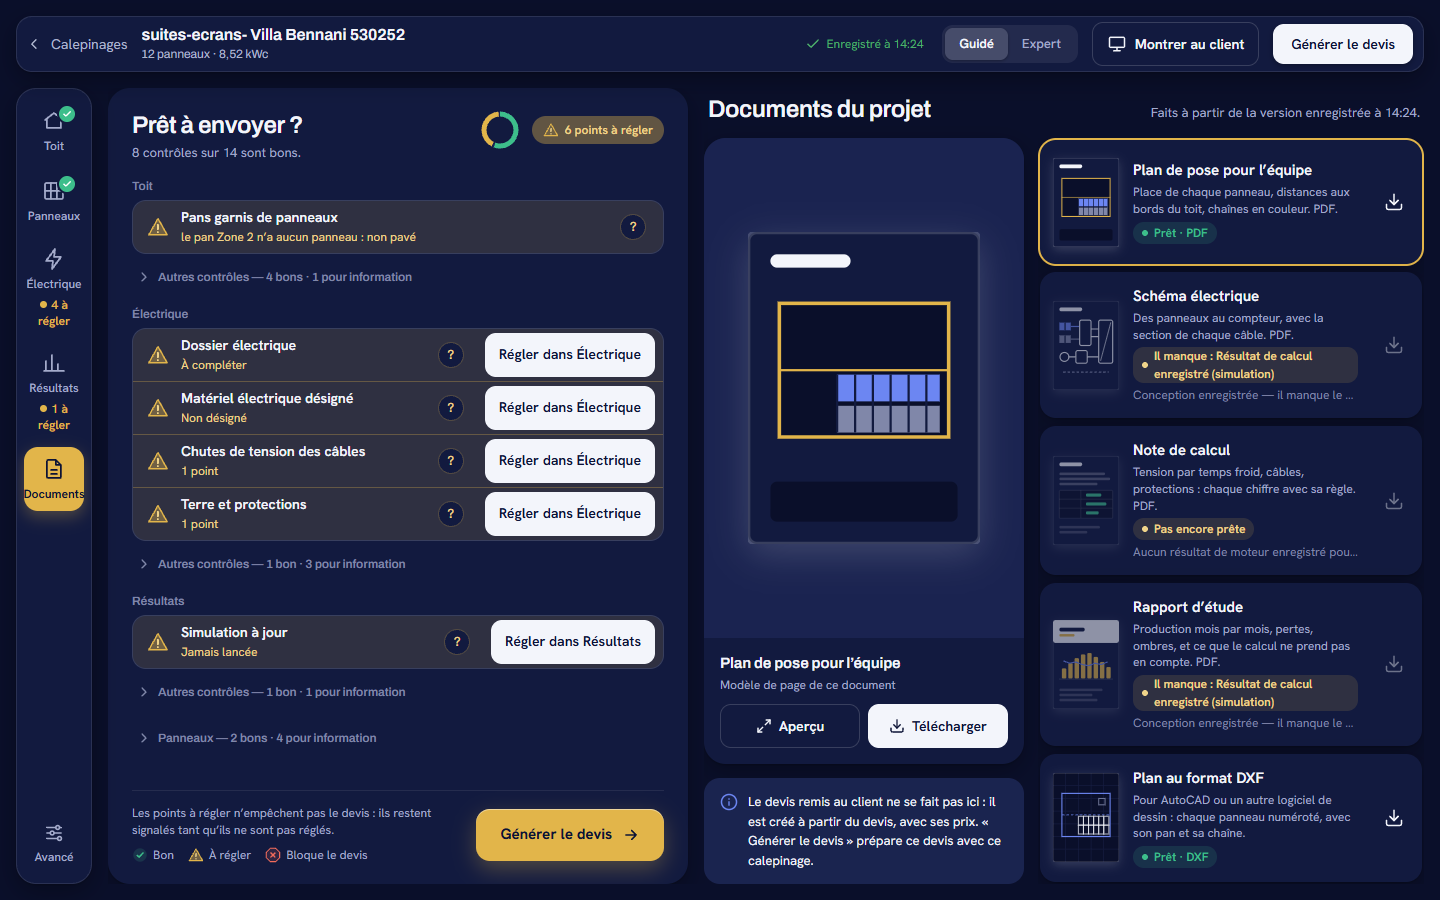 Calepinages
suites-ecrans- Villa Bennani 530252
12 panneaux · 8,52 kWc
Enregistré à 14:24
Guidé
Expert
Montrer au client
Générer le devis
Toit
Panneaux
Électrique
4 à
régler
Résultats
1 à
régler
Documents
Avancé
Prêt à envoyer ?
8 contrôles sur 14 sont bons.
6 points à régler
Toit
Pans garnis de panneaux
le pan Zone 2 n’a aucun panneau : non pavé
?
Autres contrôles — 4 bons · 1 pour information
Électrique
Dossier électrique
À compléter
?
Régler dans Électrique
Matériel électrique désigné
Non désigné
?
Régler dans Électrique
Chutes de tension des câbles
1 point
?
Régler dans Électrique
Terre et protections
1 point
?
Régler dans Électrique
Autres contrôles — 1 bon · 3 pour information
Résultats
Simulation à jour
Jamais lancée
?
Régler dans Résultats
Autres contrôles — 1 bon · 1 pour information
Panneaux — 2 bons · 4 pour information
Les points à régler n’empêchent pas le devis : ils restent
signalés tant qu’ils ne sont pas réglés.
Bon
À régler
Bloque le devis
Générer le devis
Documents du projet
Faits à partir de la version enregistrée à 14:24.
Plan de pose pour l’équipe
Modèle de page de ce document
Aperçu
Télécharger
Le devis remis au client ne se fait pas ici : il
est créé à partir du devis, avec ses prix. «
Générer le devis » prépare ce devis avec ce
calepinage.
Plan de pose pour l’équipe
Place de chaque panneau, distances aux
bords du toit, chaînes en couleur. PDF.
Prêt · PDF
Schéma électrique
Des panneaux au compteur, avec la
section de chaque câble. PDF.
Il manque : Résultat de calcul
enregistré (simulation)
Conception enregistrée — il manque le ...
Note de calcul
Tension par temps froid, câbles,
protections : chaque chiffre avec sa règle.
PDF.
Pas encore prête
Aucun résultat de moteur enregistré pou...
Rapport d’étude
Production mois par mois, pertes,
ombres, et ce que le calcul ne prend pas
en compte. PDF.
Il manque : Résultat de calcul
enregistré (simulation)
Conception enregistrée — il manque le ...
Plan au format DXF
Pour AutoCAD ou un autre logiciel de
dessin : chaque panneau numéroté, avec
son pan et sa chaîne.
Prêt · DXF